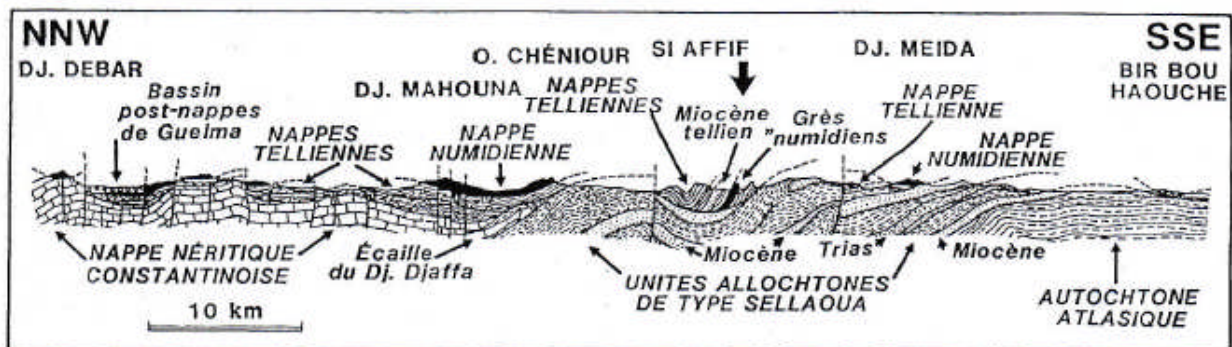 NNW
SSE
DJ. DEBAR
O. CHÉNIOUR
SI AFFIF
DJ. MEIDA
BIR BOU
HAOUCHE
Bassin
post-nappes
de Guelma
DJ. MAHOUNA
NAPPES
TELLIENNES
NAPPES
TELLIENNES
NAPPE
NUMIDIENNE
Miocène
tellien
Grès
"numidiens
NAPPE
TELLIENNE
NAPPE
NUMIDIENNE
NAPPE NÉRITIQUE
CONSTANTINOISE
Écaille
du Dj. Djaffa
Miocène
Trias
Miocène
UNITES ALLOCHTONES
DE TYPE SELLAOUA
AUTOCHTONE
ATLASIQUE
10 km